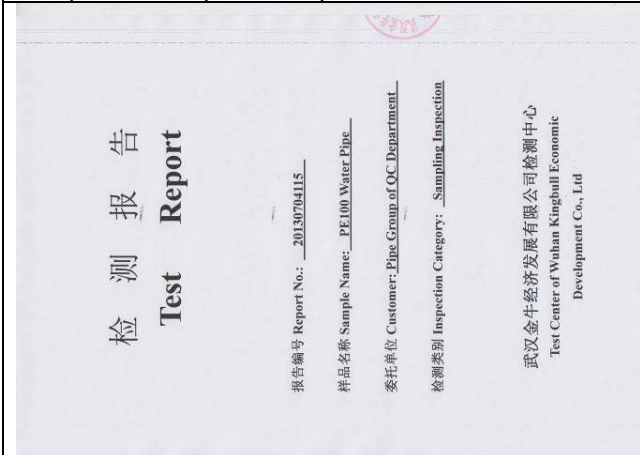 检 测 报 告
Test Report
报告编号 Report No.: 20130704115
样品名称 Sample Name: PE100 Water Pipe
委托单位 Customer: Pipe Group of QC Department
检测类别 Inspection Category: Sampling Inspection
武汉金牛经济发展有限公司检测中心
Test Center of Wuhan Kingbull Economic
Development Co., Ltd